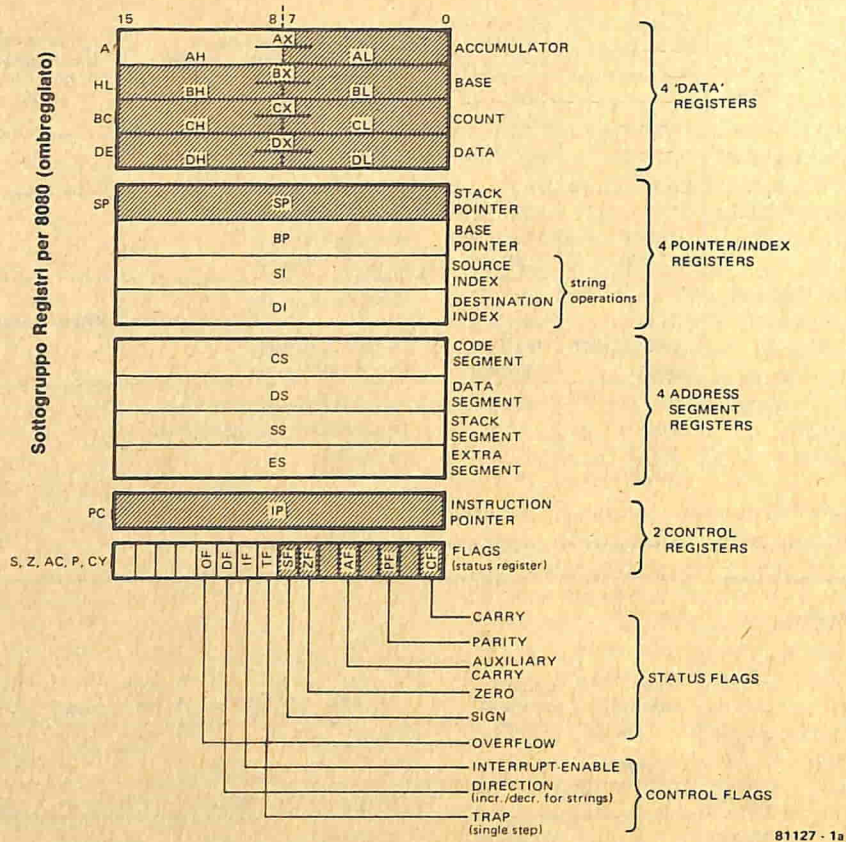 Sottogruppo Registri per 8080 (ombreggiato)
15 8 7 0
A AX AH AL ACCUMULATOR
HL BX BH BL BASE
BC CX CH CL COUNT
DE DX DH DL DATA
4 'DATA'
REGISTERS
SP SP STACK
POINTER
BP BASE
POINTER
SI SOURCE
INDEX
DI DESTINATION
INDEX
string
operations
4 POINTER/INDEX
REGISTERS
CS CODE
SEGMENT
DS DATA
SEGMENT
SS STACK
SEGMENT
ES EXTRA
SEGMENT
4 ADDRESS
SEGMENT
REGISTERS
PC IP INSTRUCTION
POINTER
S, Z, AC, P, CY OF DF IF TF SF ZF AF PF CF FLAGS
(status register)
2 CONTROL
REGISTERS
CARRY
PARITY
AUXILIARY
CARRY
ZERO
SIGN
OVERFLOW
STATUS FLAGS
INTERRUPT-ENABLE
DIRECTION
(incr./decr. for strings)
TRAP
(single step)
CONTROL FLAGS
81127 - 1a